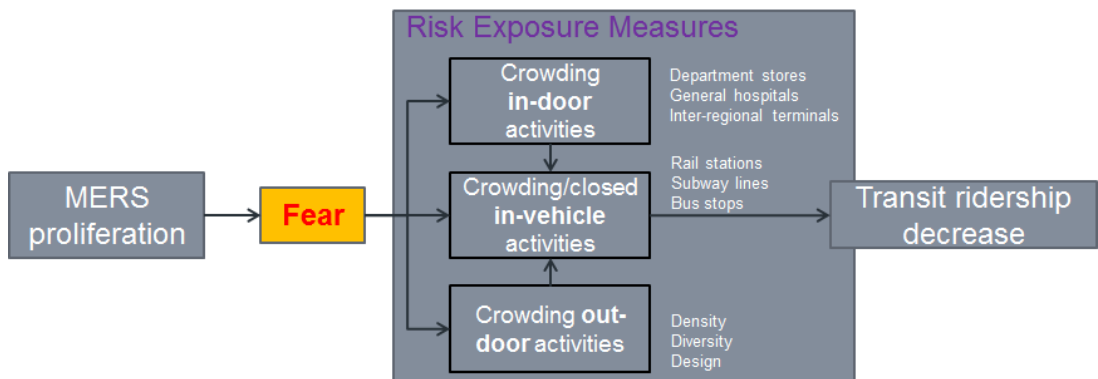 Risk Exposure Measures
Crowding
in-door
activities
Department stores
General hospitals
Inter-regional terminals
MERS
proliferation
Fear
Crowding/closed
in-vehicle
activities
Rail stations
Subway lines
Bus stops
Transit ridership
decrease
Crowding out-
door activities
Density
Diversity
Design